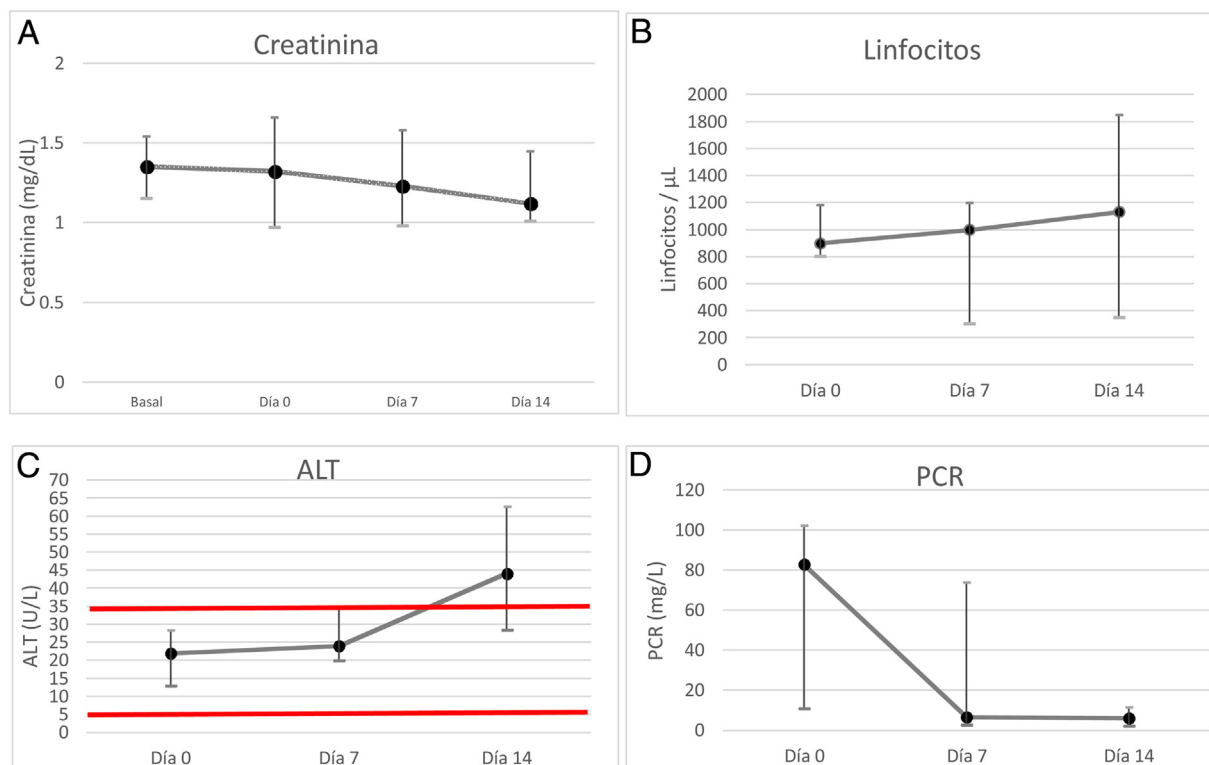 A
Creatinina
Creatinina (mg/dL)
2
1.5
1
0.5
0
Basal Día 0 Día 7 Día 14
B
Linfocitos
Linfocitos / µL
2000
1800
1600
1400
1200
1000
800
600
400
200
0
Día 0 Día 7 Día 14
C
ALT
ALT (U/L)
70
65
60
55
50
45
40
35
30
25
20
15
10
5
0
Día 0 Día 7 Día 14
D
PCR
PCR (mg/L)
120
100
80
60
40
20
0
Día 0 Día 7 Día 14